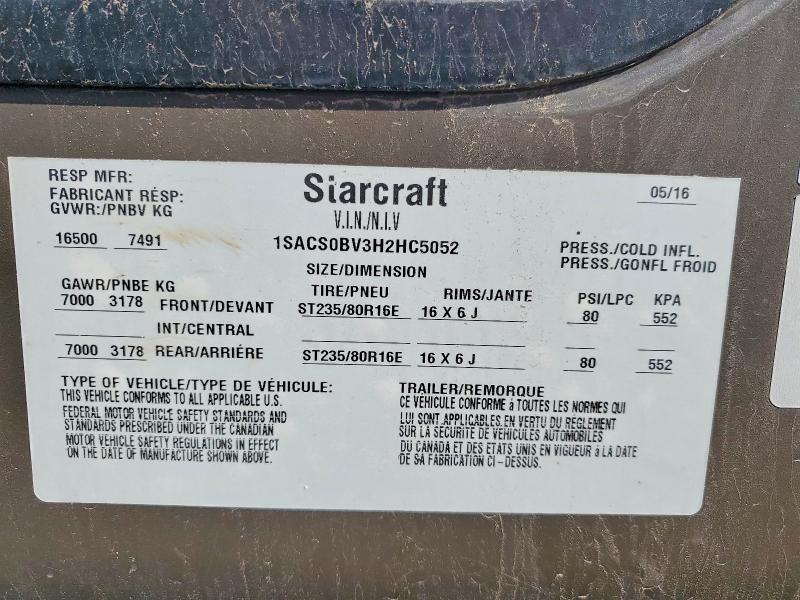 RESP MFR:
FABRICANT RÉSP:
GVWR:/PNBV KG
Starcraft
05/16
V.I.N./N.I.V
16500 7491
1SACS0BV3H2HC5052
PRESS./COLD INFL.
PRESS./GONFL FROID
SIZE/DIMENSION
GAWR/PNBE KG
TIRE/PNEU RIMS/JANTE PSI/LPC KPA
7000 3178 FRONT/DEVANT ST235/80R16E 16 X 6 J 80 552
INT/CENTRAL
7000 3178 REAR/ARRIÉRE ST235/80R16E 16 X 6 J 80 552
TYPE OF VEHICLE/TYPE DE VÉHICULE: TRAILER/REMORQUE
THIS VEHICLE CONFORMS TO ALL APPLICABLE U.S.
FEDERAL MOTOR VEHICLE SAFETY STANDARDS AND
STANDARDS PRESCRIBED UNDER THE CANADIAN
MOTOR VEHICLE SAFETY REGULATIONS IN EFFECT
ON THE DATE OF MANUFACTURE SHOWN ABOVE.
CE VÉHICULE CONFORME à TOUTES LES NORMES QUI
LUI SONT APPLICABLES EN VERTU DU RÈGLEMENT
SUR LA SÉCURITÉ DE VÉHICULES AUTOMOBILES
DU CANADA ET DES ETATS UNIS EN VIGUEUR à LA DATE
DE SA FABRICATION CI-DESSUS.